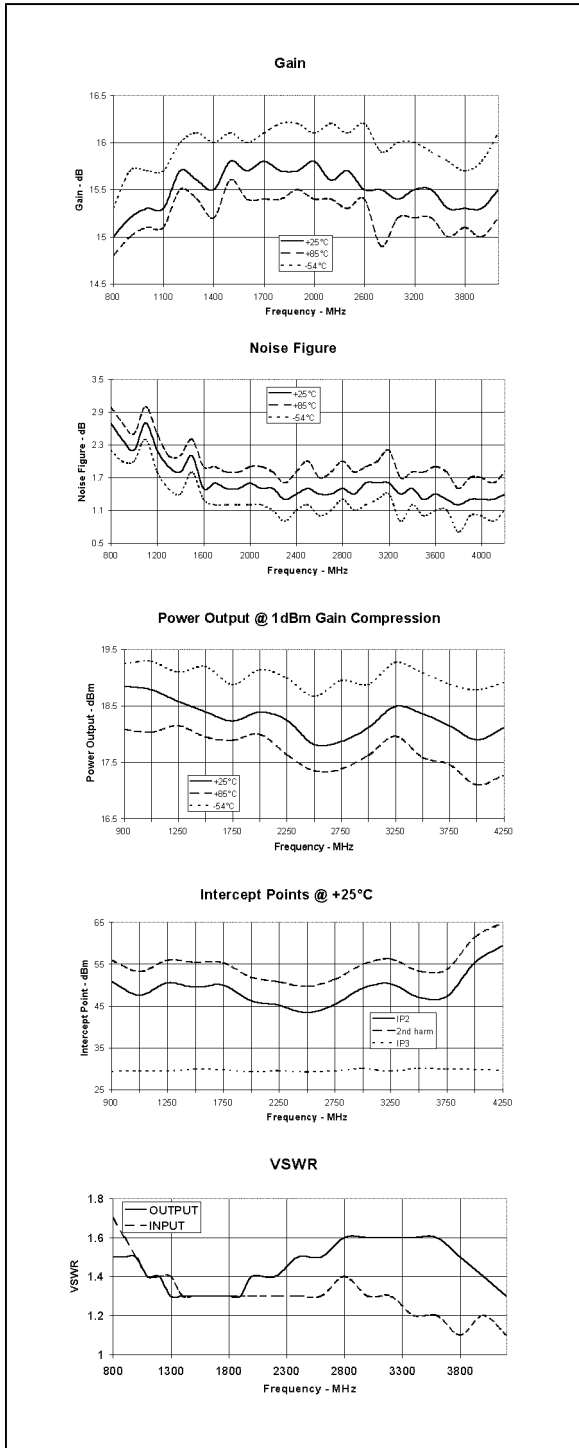 Gain
16.5
16
15.5
15
14.5
Gain - dB
+25°C
+85°C
-54°C
800 1100 1400 1700 2000 2600 3200 3800
Frequency - MHz
Noise Figure
3.5
2.9
2.3
1.7
1.1
0.5
Noise Figure - dB
+25°C
+85°C
-54°C
800 1200 1600 2000 2400 2800 3200 3600 4000
Frequency - MHz
Power Output @ 1dBm Gain Compression
19.5
18.5
17.5
16.5
Power Output - dBm
+25°C
+85°C
-54°C
900 1250 1750 2250 2750 3250 3750 4250
Frequency - MHz
Intercept Points @ +25°C
65
55
45
35
25
Intercept Point - dBm
IP2
2nd harm
IP3
900 1250 1750 2250 2750 3250 3750 4250
Frequency - MHz
VSWR
1.8
1.6
1.4
1.2
1
VSWR
OUTPUT
INPUT
800 1300 1800 2300 2800 3300 3800
Frequency - MHz